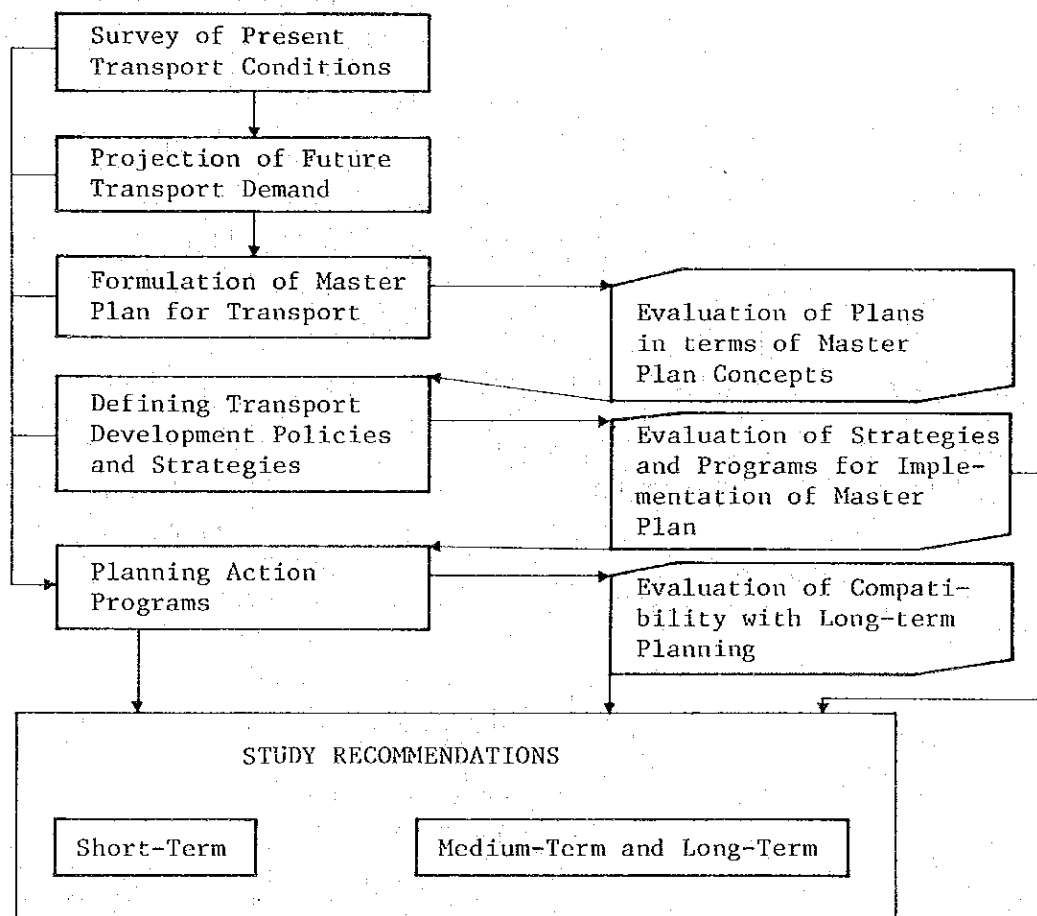 Survey of Present
Transport Conditions
Projection of Future
Transport Demand
Formulation of Master
Plan for Transport
Evaluation of Plans
in terms of Master
Plan Concepts
Defining Transport
Development Policies
and Strategies
Evaluation of Strategies
and Programs for Imple-
mentation of Master
Plan
Planning Action
Programs
Evaluation of Compati-
bility with Long-term
Planning
STUDY RECOMMENDATIONS
Short-Term
Medium-Term and Long-Term